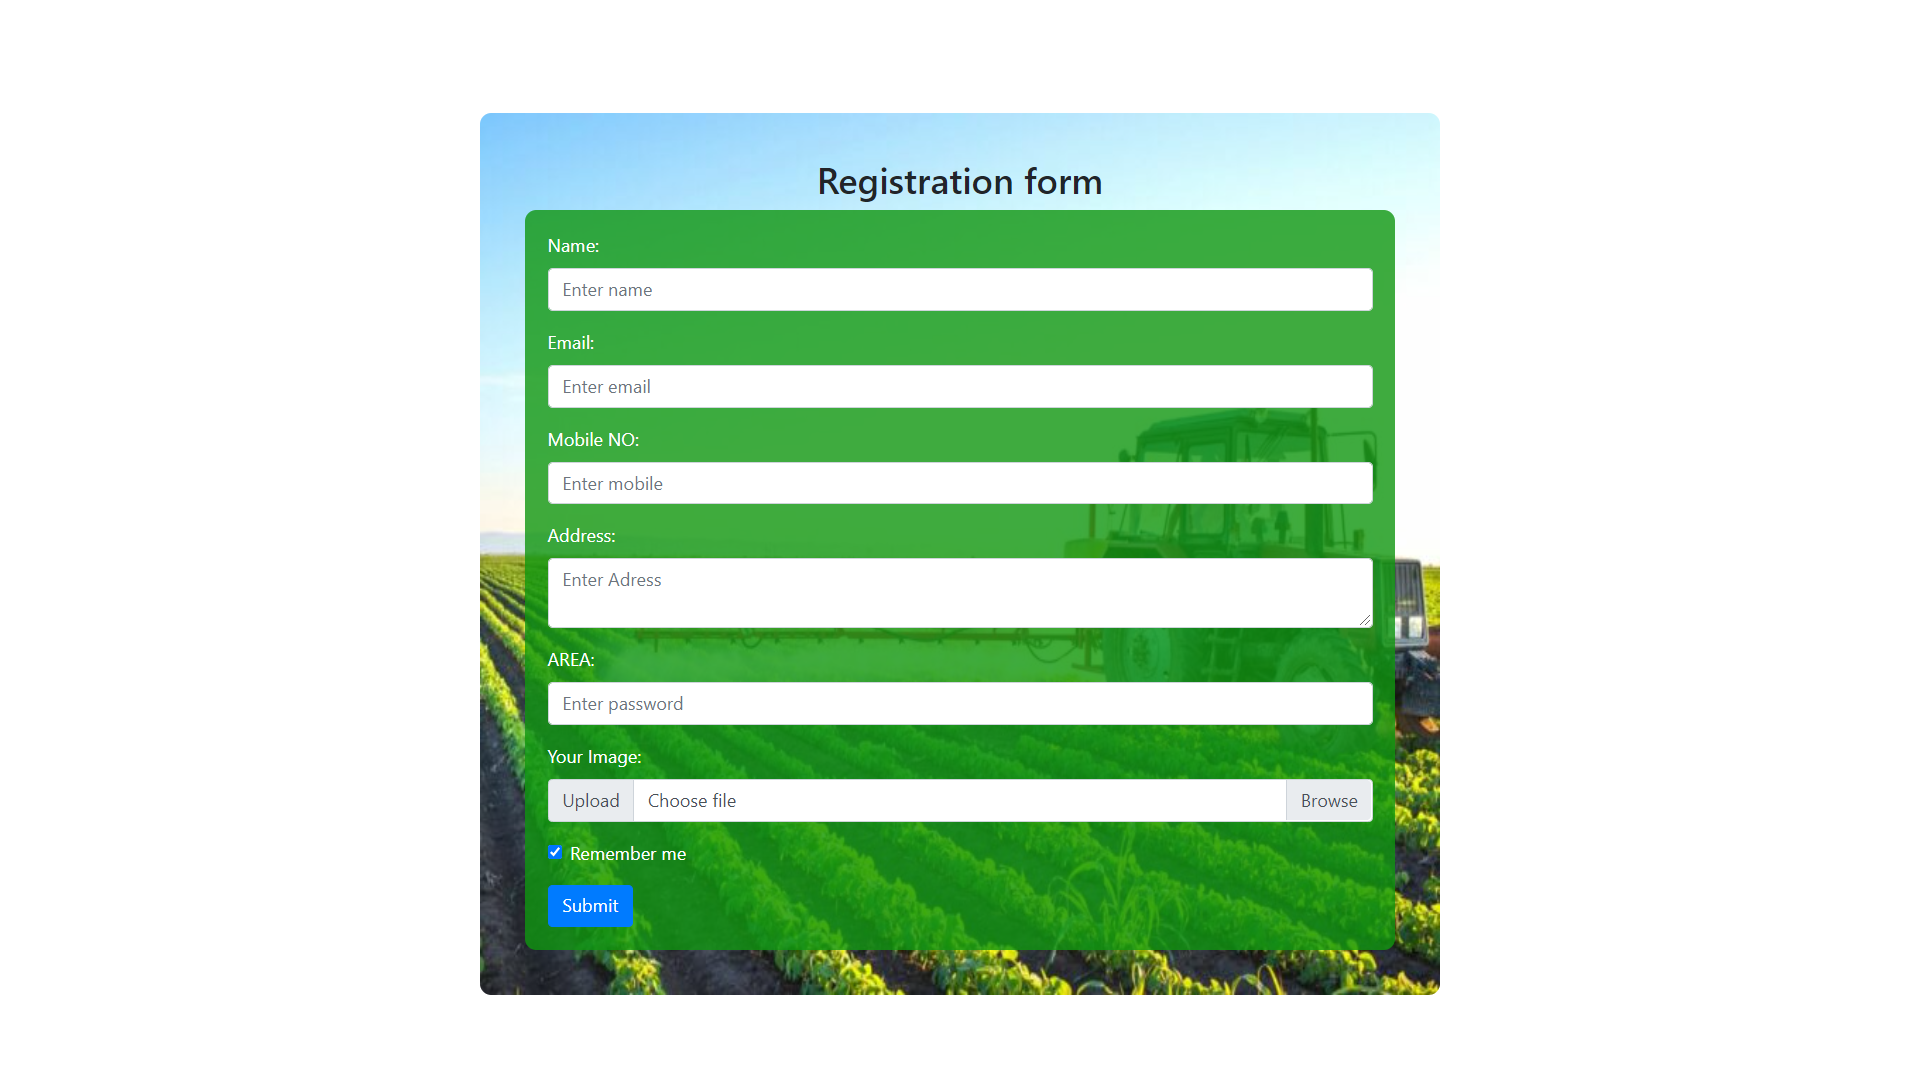 Registration form
Name:
Enter name
Email:
Enter email
Mobile NO:
Enter mobile
Address:
Enter Adress
AREA:
Enter password
Your Image:
Upload Choose file Browse
Remember me
Submit